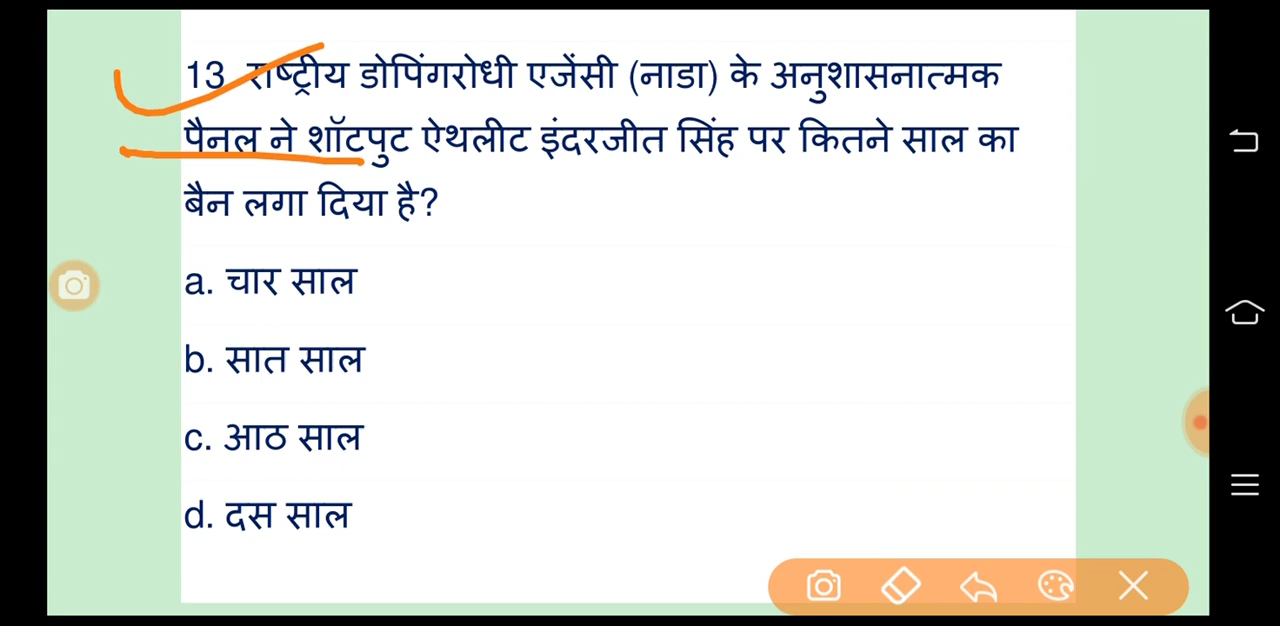 13 राष्ट्रीय डोपिंगरोधी एजेंसी (नाडा) के अनुशासनात्मक
पैनल ने शॉटपुट ऐथलीट इंदरजीत सिंह पर कितने साल का
बैन लगा दिया है?
a. चार साल
b. सात साल
c. आठ साल
d. दस साल